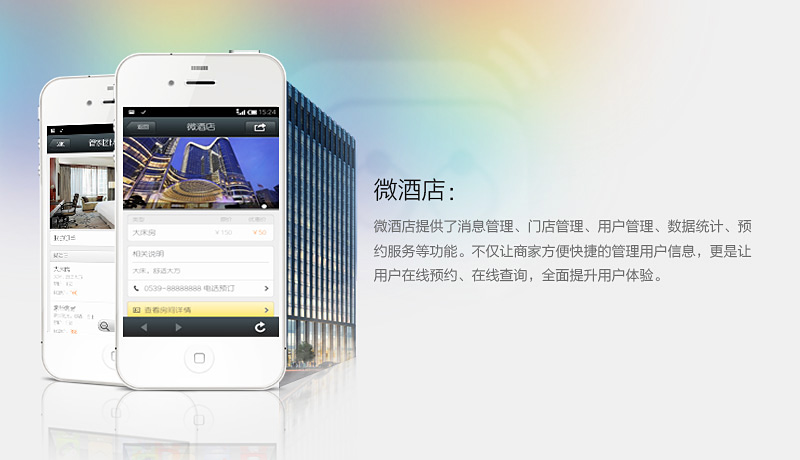 15:24
微酒店
大床房 ￥150 ￥50
相关说明
大床，舒适大方
0539-88888888 电话预订
查看房间详情
微酒店：
微酒店提供了消息管理、门店管理、用户管理、数据统计、预
约服务等功能。不仅让商家方便快捷的管理用户信息，更是让
用户在线预约、在线查询，全面提升用户体验。